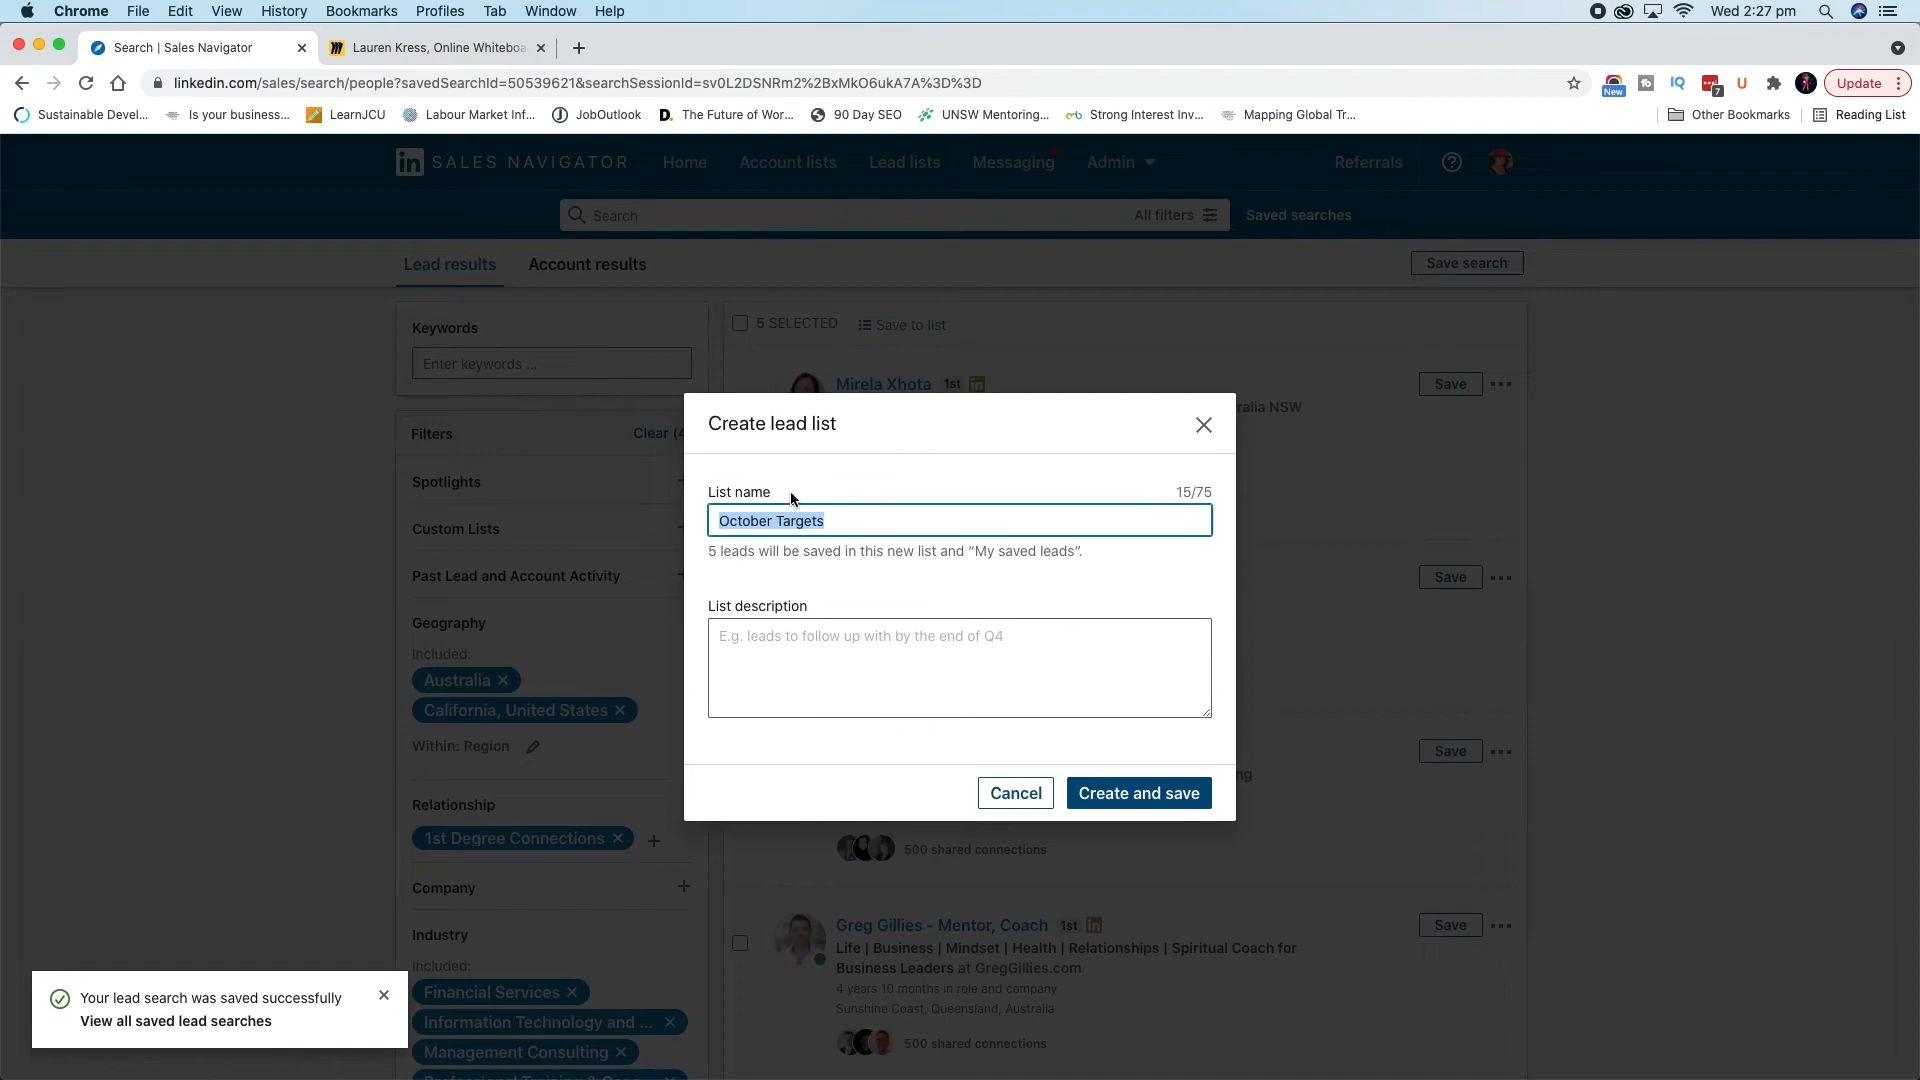 Chrome File Edit View History Bookmarks Profiles Tab Window Help Wed 2:27 pm
Search | Sales Navigator Lauren Kress, Online Whiteboa
linkedin.com/sales/search/people?savedSearchId=50539621&searchSessionId=sv0L2DSNRm2%2BxMkO6ukA7A%3D%3D New IQ 7 U Update
Sustainable Devel... Is your business... LearnJCU Labour Market Inf... JobOutlook The Future of Wor... 90 Day SEO UNSW Mentoring... Strong Interest Inv... Mapping Global Tr... Other Bookmarks Reading List
in SALES NAVIGATOR Home Account lists Lead lists Messaging Admin Referrals
Search All filters Saved searches
Lead results Account results Save search
Keywords
Enter keywords ...
5 SELECTED Save to list
Mirela Xhota 1st in Save
ralia NSW
Filters Clear (4
Spotlights
Custom Lists
Past Lead and Account Activity
Geography
Included:
Australia
California, United States
Within: Region
Relationship
1st Degree Connections
Company
Industry
Included:
Financial Services
Information Technology and ...
Management Consulting
Create lead list
List name 15/75
October Targets
5 leads will be saved in this new list and “My saved leads”.
List description
E.g. leads to follow up with by the end of Q4
Cancel Create and save
Save
Save
ng
500 shared connections
Greg Gillies - Mentor, Coach 1st in Save
Life | Business | Mindset | Health | Relationships | Spiritual Coach for
Business Leaders at GregGillies.com
4 years 10 months in role and company
Sunshine Coast, Queensland, Australia
500 shared connections
Your lead search was saved successfully
View all saved lead searches